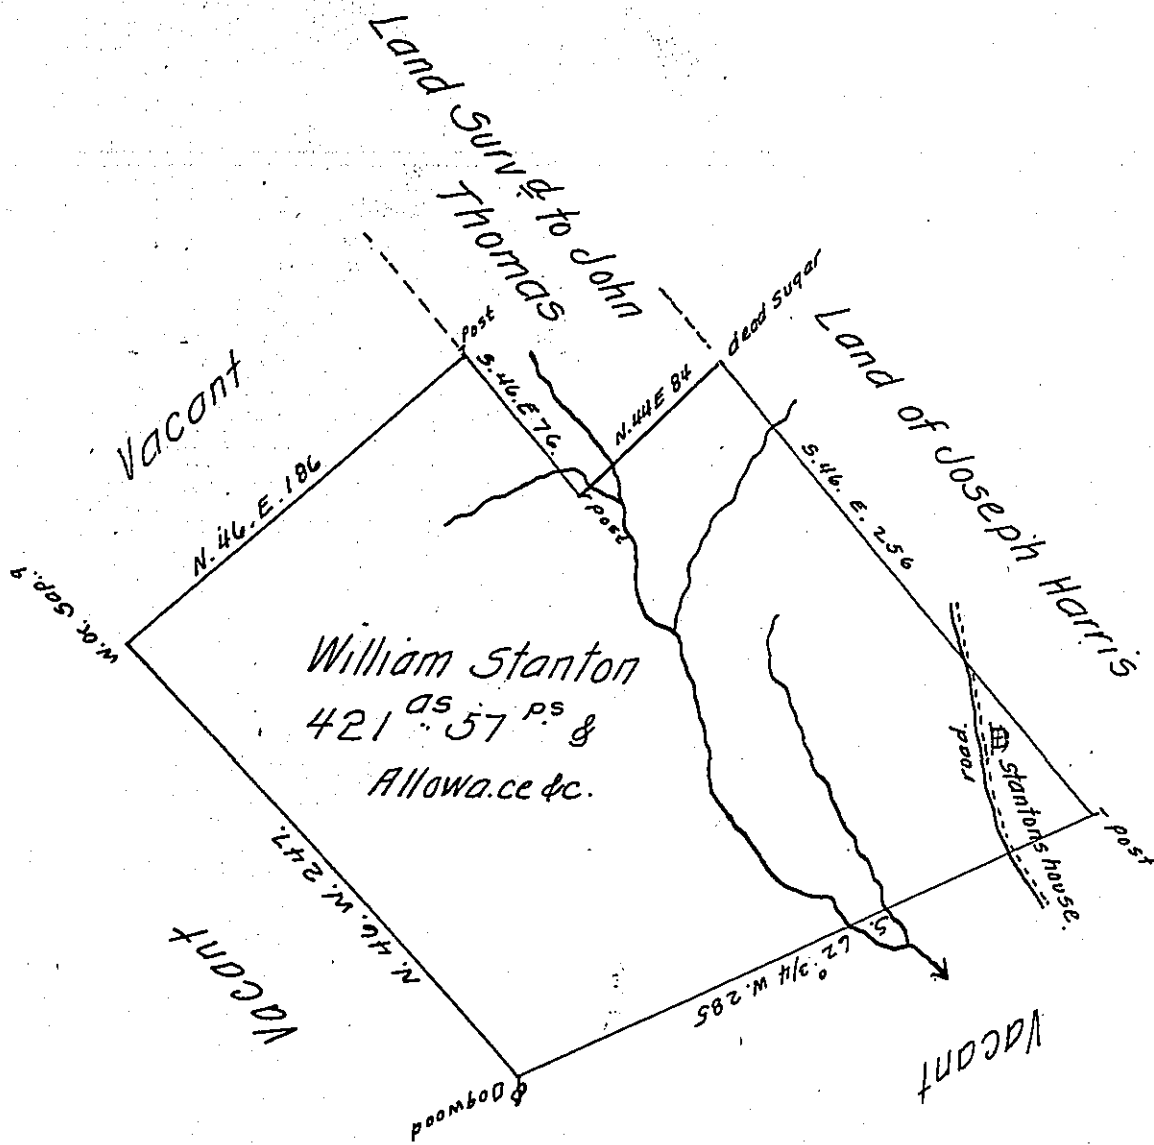 Land Surv.d to John
Thomas
dead sugar
Land of Joseph Harris
Post
S.46.E 76.
N.44E 84
Vacant
N.46.E.186
post
S.46. E. 256
W.or. Sap.g
William Stanton
421 as. 57 ps &
Allowa.ce &c.
road.
Stantons house.
post
N.46.W.247.
S. 62° 3/4 W.285
Vacant
Vacant
Dogwood